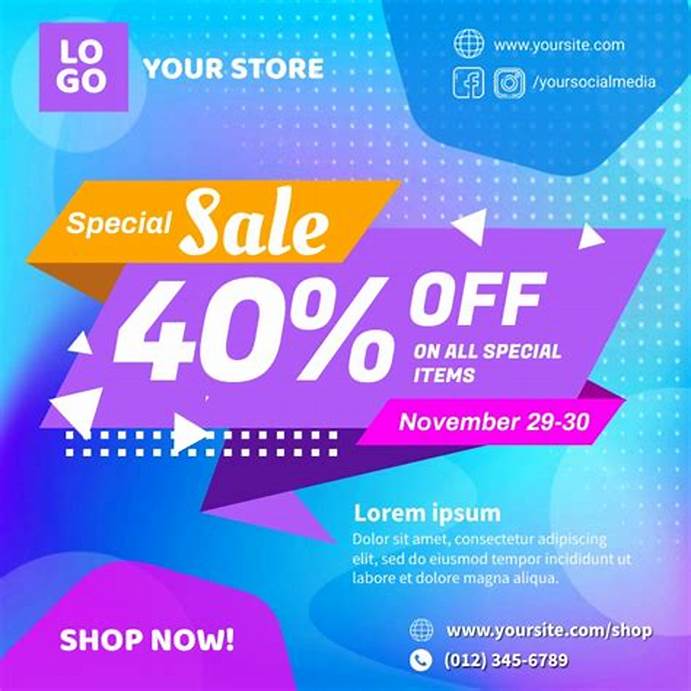 LO
GO
YOUR STORE
www.yoursite.com
/yoursocialmedia
Special Sale
40% OFF
ON ALL SPECIAL
ITEMS
November 29-30
Lorem ipsum
Dolor sit amet, consectetur adipiscing
elit, sed do eiusmod tempor incididunt ut
labore et dolore magna aliqua.
SHOP NOW!
www.yoursite.com/shop
(012) 345-6789